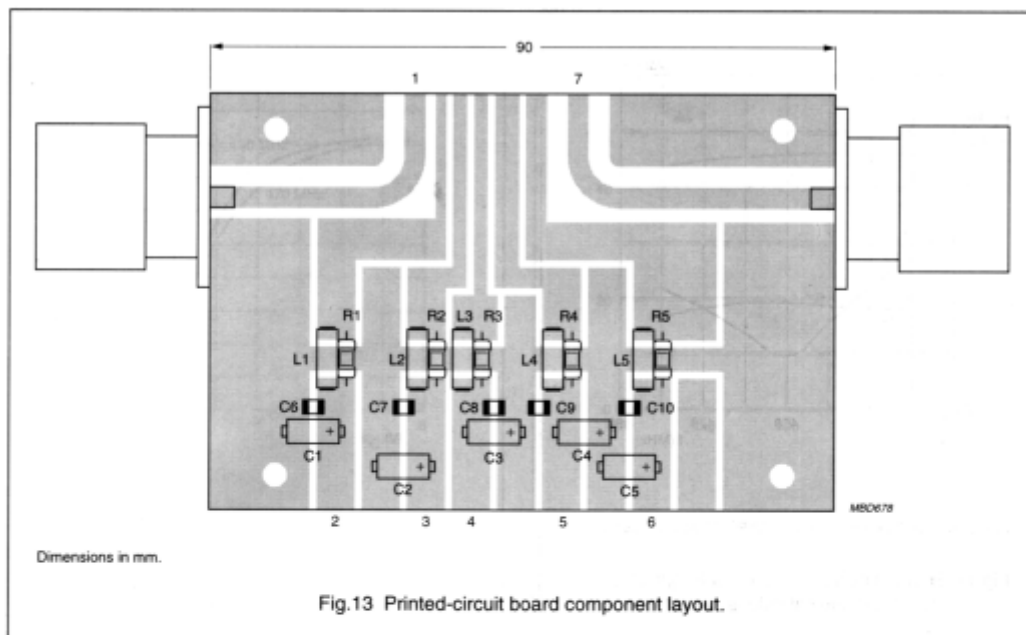 90
1 7
R1 R2 L3 R3 R4 R5
L1 L2 L4 L5
C6 C7 C8 C9 C10
C1 C3 C4
C2 C5
2 3 4 5 6
MBD678
Dimensions in mm.
Fig.13 Printed-circuit board component layout.